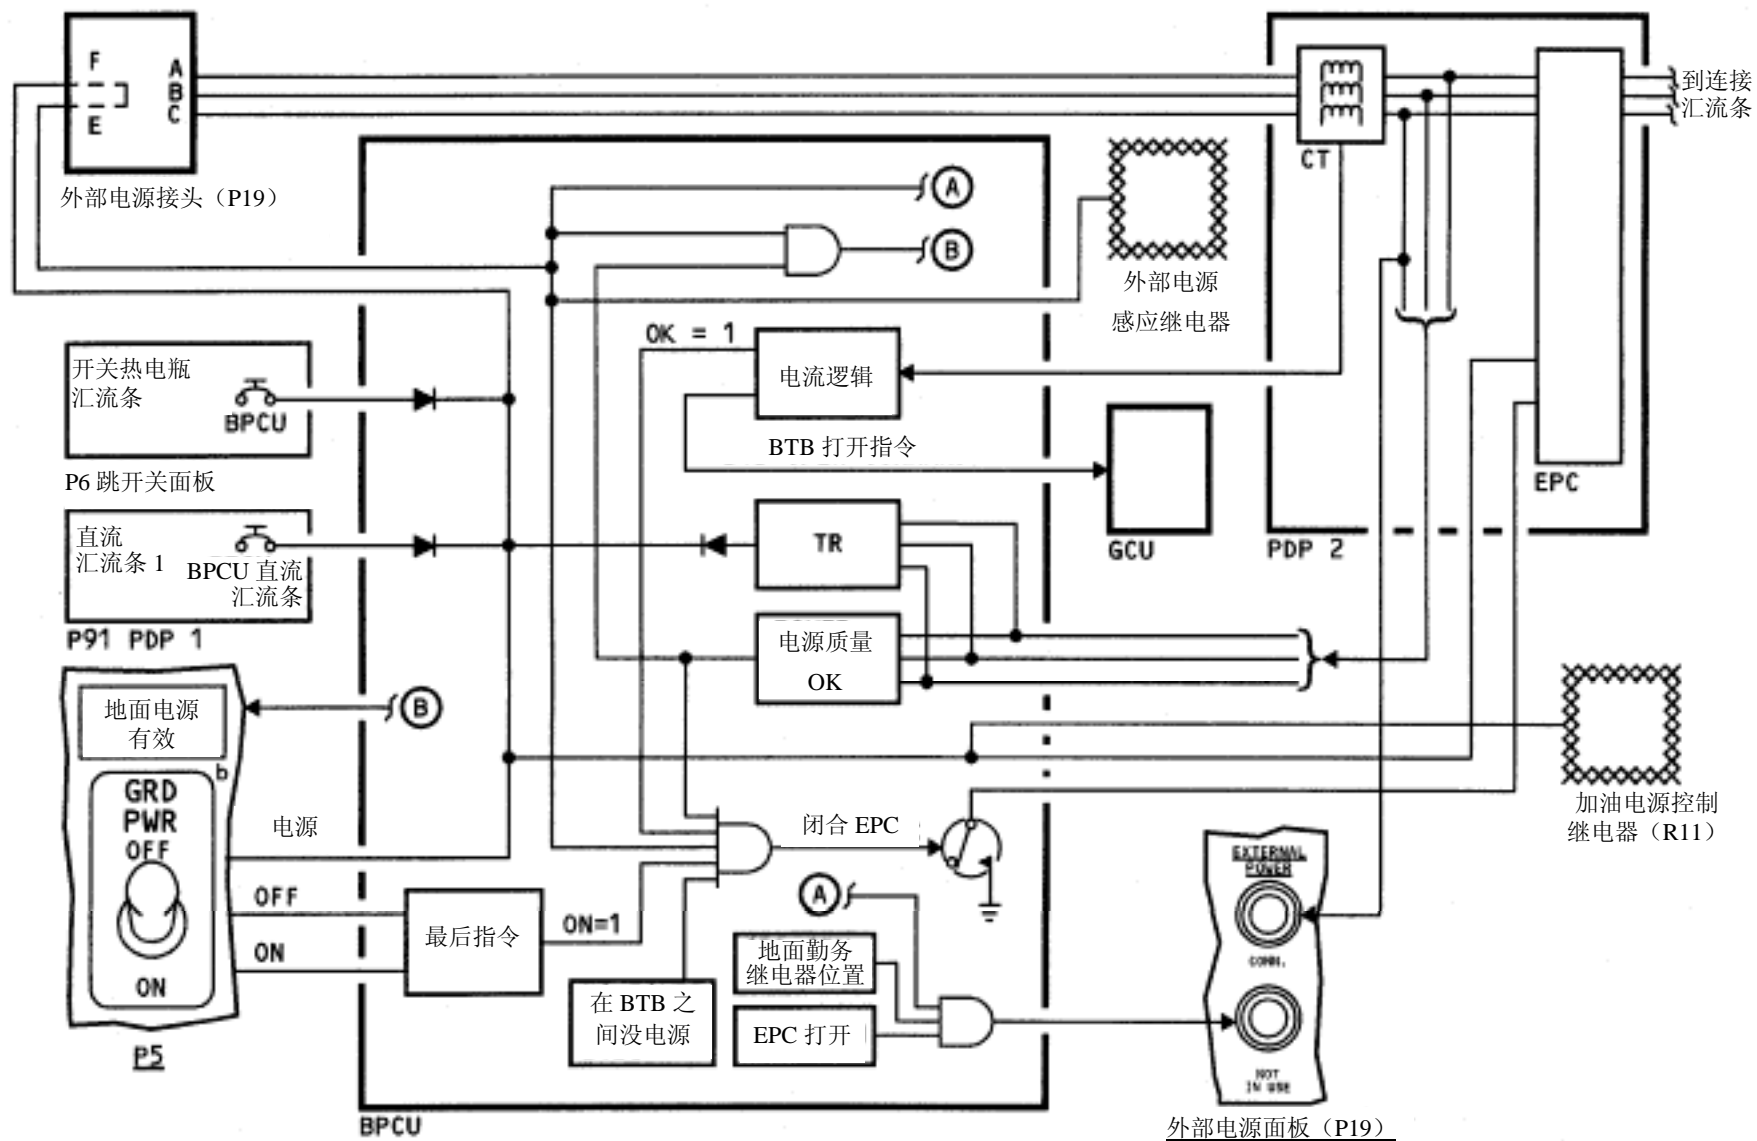 F
A
B
C
E
外部电源接头（P19）
CT
到连接
汇流条
A
B
外部电源
感应继电器
OK = 1
电流逻辑
开关热电瓶
汇流条
BPCU
P6 跳开关面板
BTB 打开指令
EPC
GCU
PDP 2
直流
汇流条 1
BPCU 直流
汇流条
P91 PDP 1
TR
电源质量
OK
地面电源
有效
B
b
GRD
PWR
OFF
ON
P5
电源
OFF
ON
最后指令
ON=1
闭合 EPC
A
地面勤务
继电器位置
EPC 打开
在 BTB 之
间没电源
BPCU
加油电源控制
继电器（R11）
EXTERNAL
POWER
CONN.
NOT
IN USE
外部电源面板（P19）